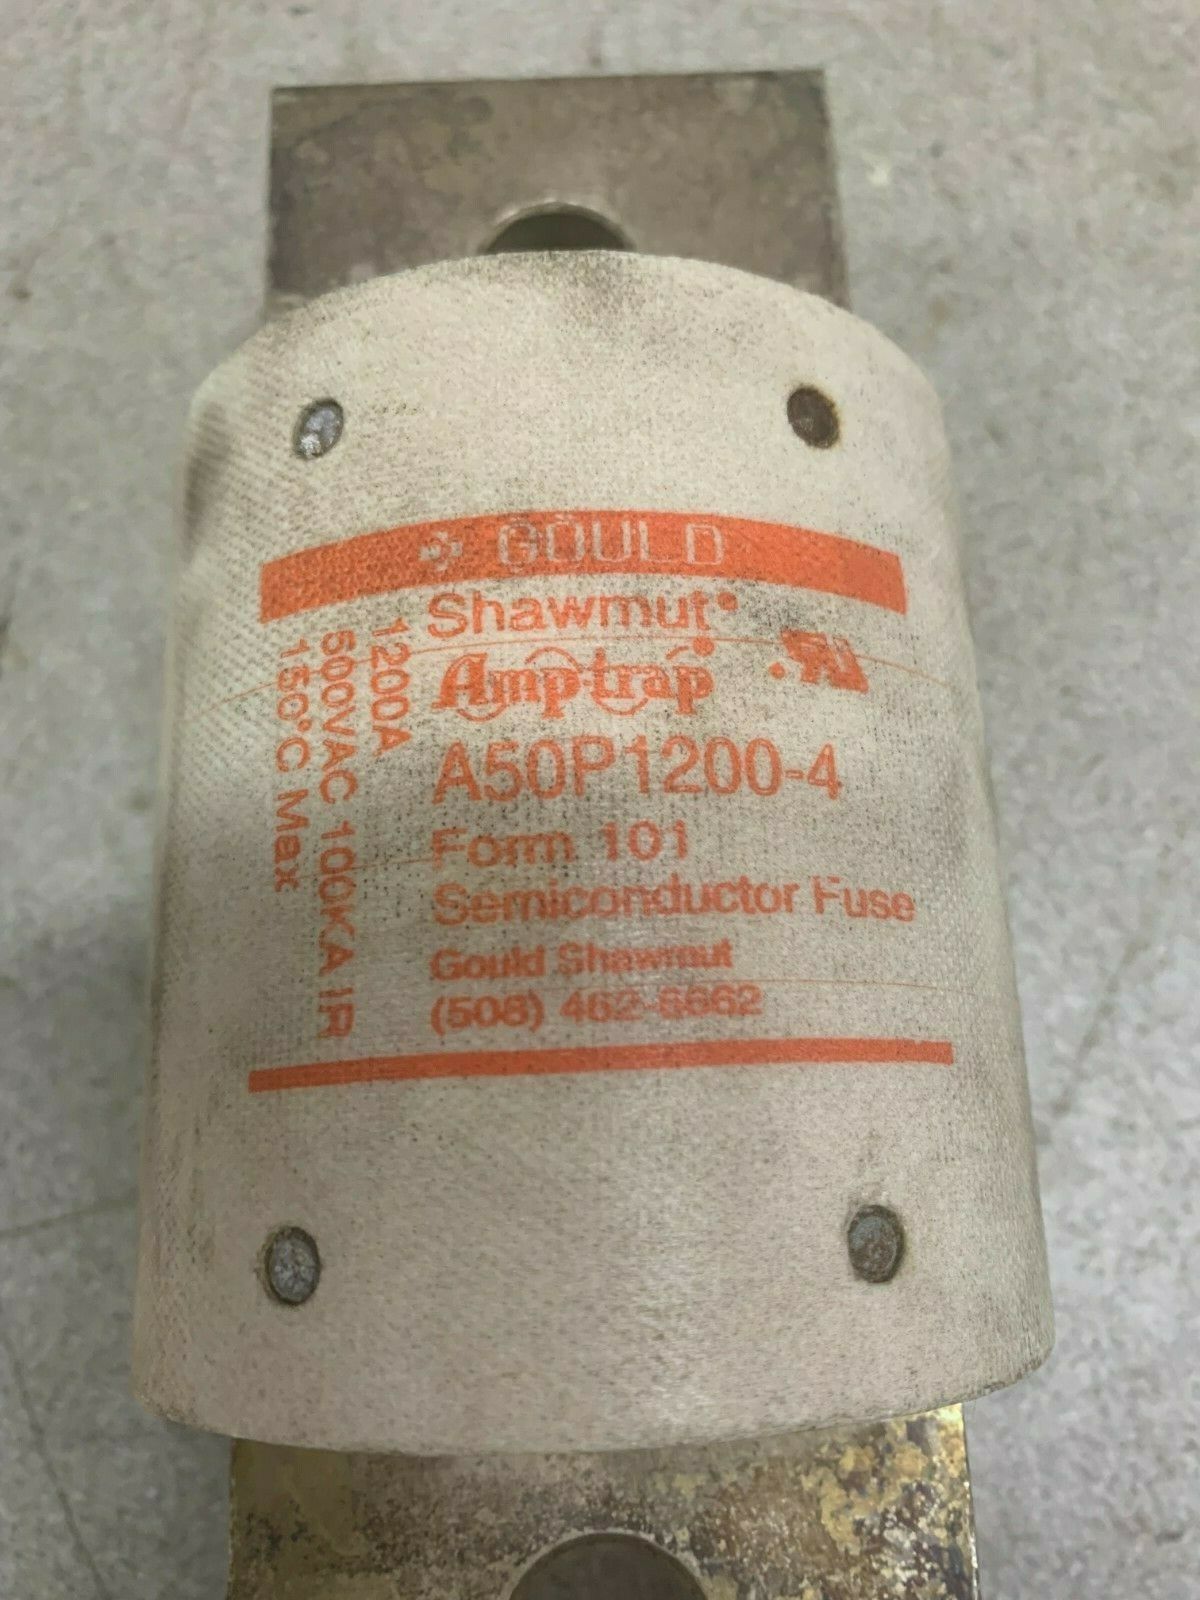 GOULD
Shawmut
Amp-trap
A50P1200-4
Form 101
Semiconductor Fuse
Gould Shawmut
(508) 462-6662
1200A
500VAC 100KA IR
150°C Max